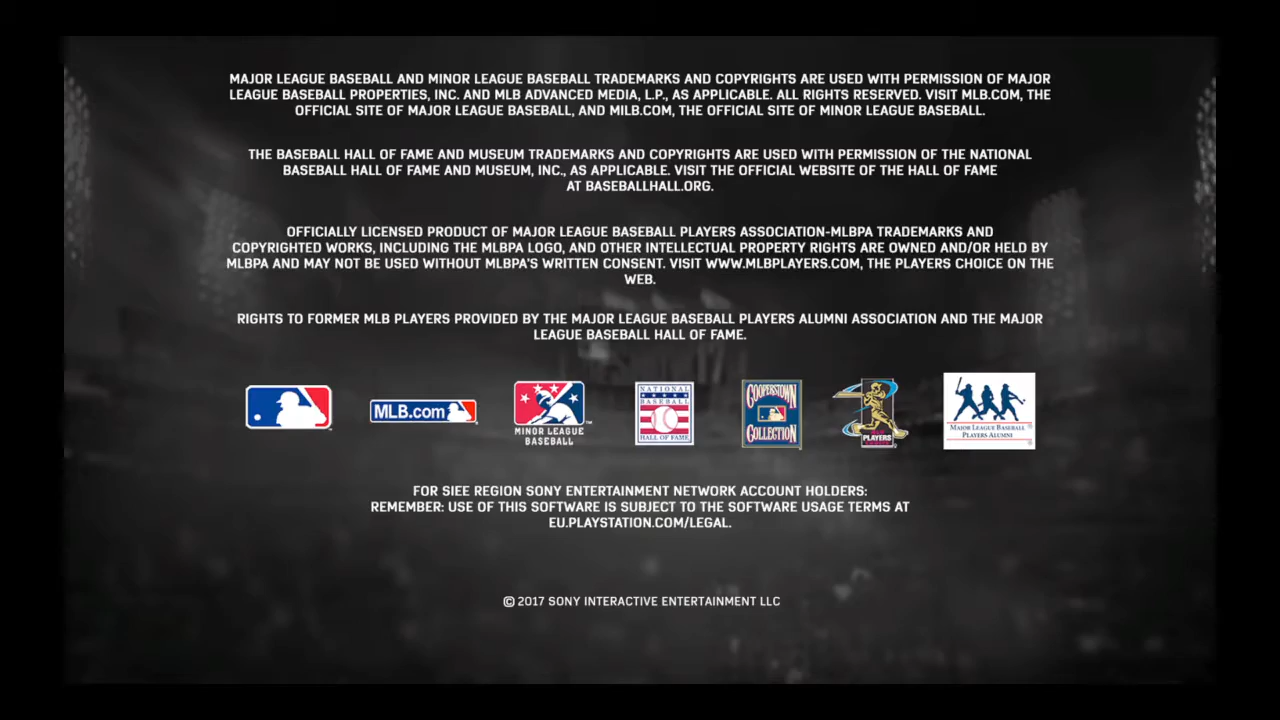 MAJOR LEAGUE BASEBALL AND MINOR LEAGUE BASEBALL TRADEMARKS AND COPYRIGHTS ARE USED WITH PERMISSION OF MAJOR
LEAGUE BASEBALL PROPERTIES, INC. AND MLB ADVANCED MEDIA, L.P., AS APPLICABLE. ALL RIGHTS RESERVED. VISIT MLB.COM, THE
OFFICIAL SITE OF MAJOR LEAGUE BASEBALL, AND MILB.COM, THE OFFICIAL SITE OF MINOR LEAGUE BASEBALL.
THE BASEBALL HALL OF FAME AND MUSEUM TRADEMARKS AND COPYRIGHTS ARE USED WITH PERMISSION OF THE NATIONAL
BASEBALL HALL OF FAME AND MUSEUM, INC., AS APPLICABLE. VISIT THE OFFICIAL WEBSITE OF THE HALL OF FAME
AT BASEBALLHALL.ORG.
OFFICIALLY LICENSED PRODUCT OF MAJOR LEAGUE BASEBALL PLAYERS ASSOCIATION-MLBPA TRADEMARKS AND
COPYRIGHTED WORKS, INCLUDING THE MLBPA LOGO, AND OTHER INTELLECTUAL PROPERTY RIGHTS ARE OWNED AND/OR HELD BY
MLBPA AND MAY NOT BE USED WITHOUT MLBPA'S WRITTEN CONSENT. VISIT WWW.MLBPLAYERS.COM, THE PLAYERS CHOICE ON THE
WEB.
RIGHTS TO FORMER MLB PLAYERS PROVIDED BY THE MAJOR LEAGUE BASEBALL PLAYERS ALUMNI ASSOCIATION AND THE MAJOR
LEAGUE BASEBALL HALL OF FAME.
MLB.com
MINOR LEAGUE
BASEBALL
NATIONAL
BASEBALL
HALL OF FAME
COOPERSTOWN
COLLECTION
PLAYERS
MAJOR LEAGUE BASEBALL
PLAYERS ALUMNI
FOR SIEE REGION SONY ENTERTAINMENT NETWORK ACCOUNT HOLDERS:
REMEMBER: USE OF THIS SOFTWARE IS SUBJECT TO THE SOFTWARE USAGE TERMS AT
EU.PLAYSTATION.COM/LEGAL.
© 2017 SONY INTERACTIVE ENTERTAINMENT LLC